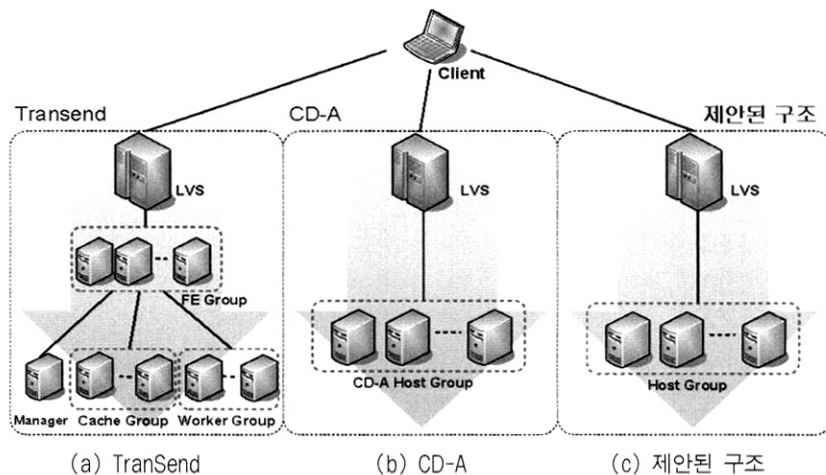 Client
Transend
CD-A
제안된 구조
LVS
LVS
LVS
FE Group
Manager
Cache Group
Worker Group
CD-A Host Group
Host Group
(a) TranSend
(b) CD-A
(c) 제안된 구조